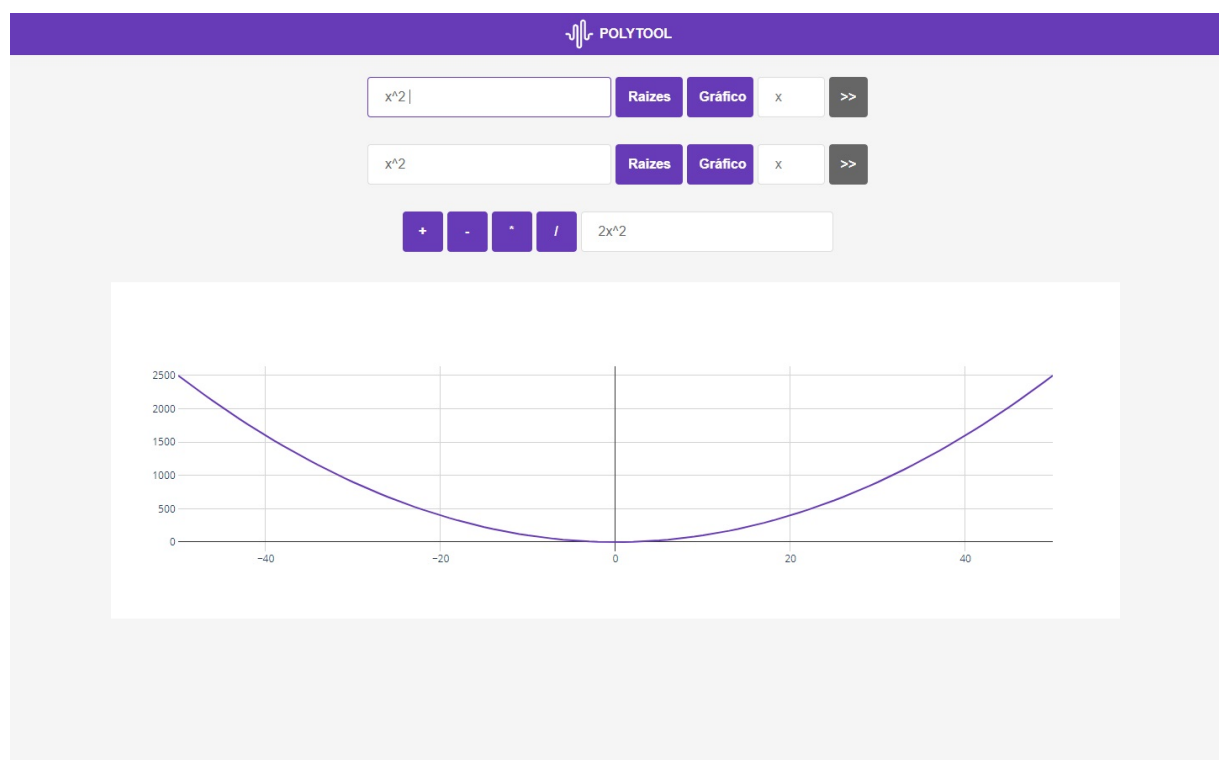 POLYTOOL
x^2 Raizes Gráfico x >>
x^2 Raizes Gráfico x >>
+ - * / 2x^2
2500
2000
1500
1000
500
0
−40 −20 0 20 40